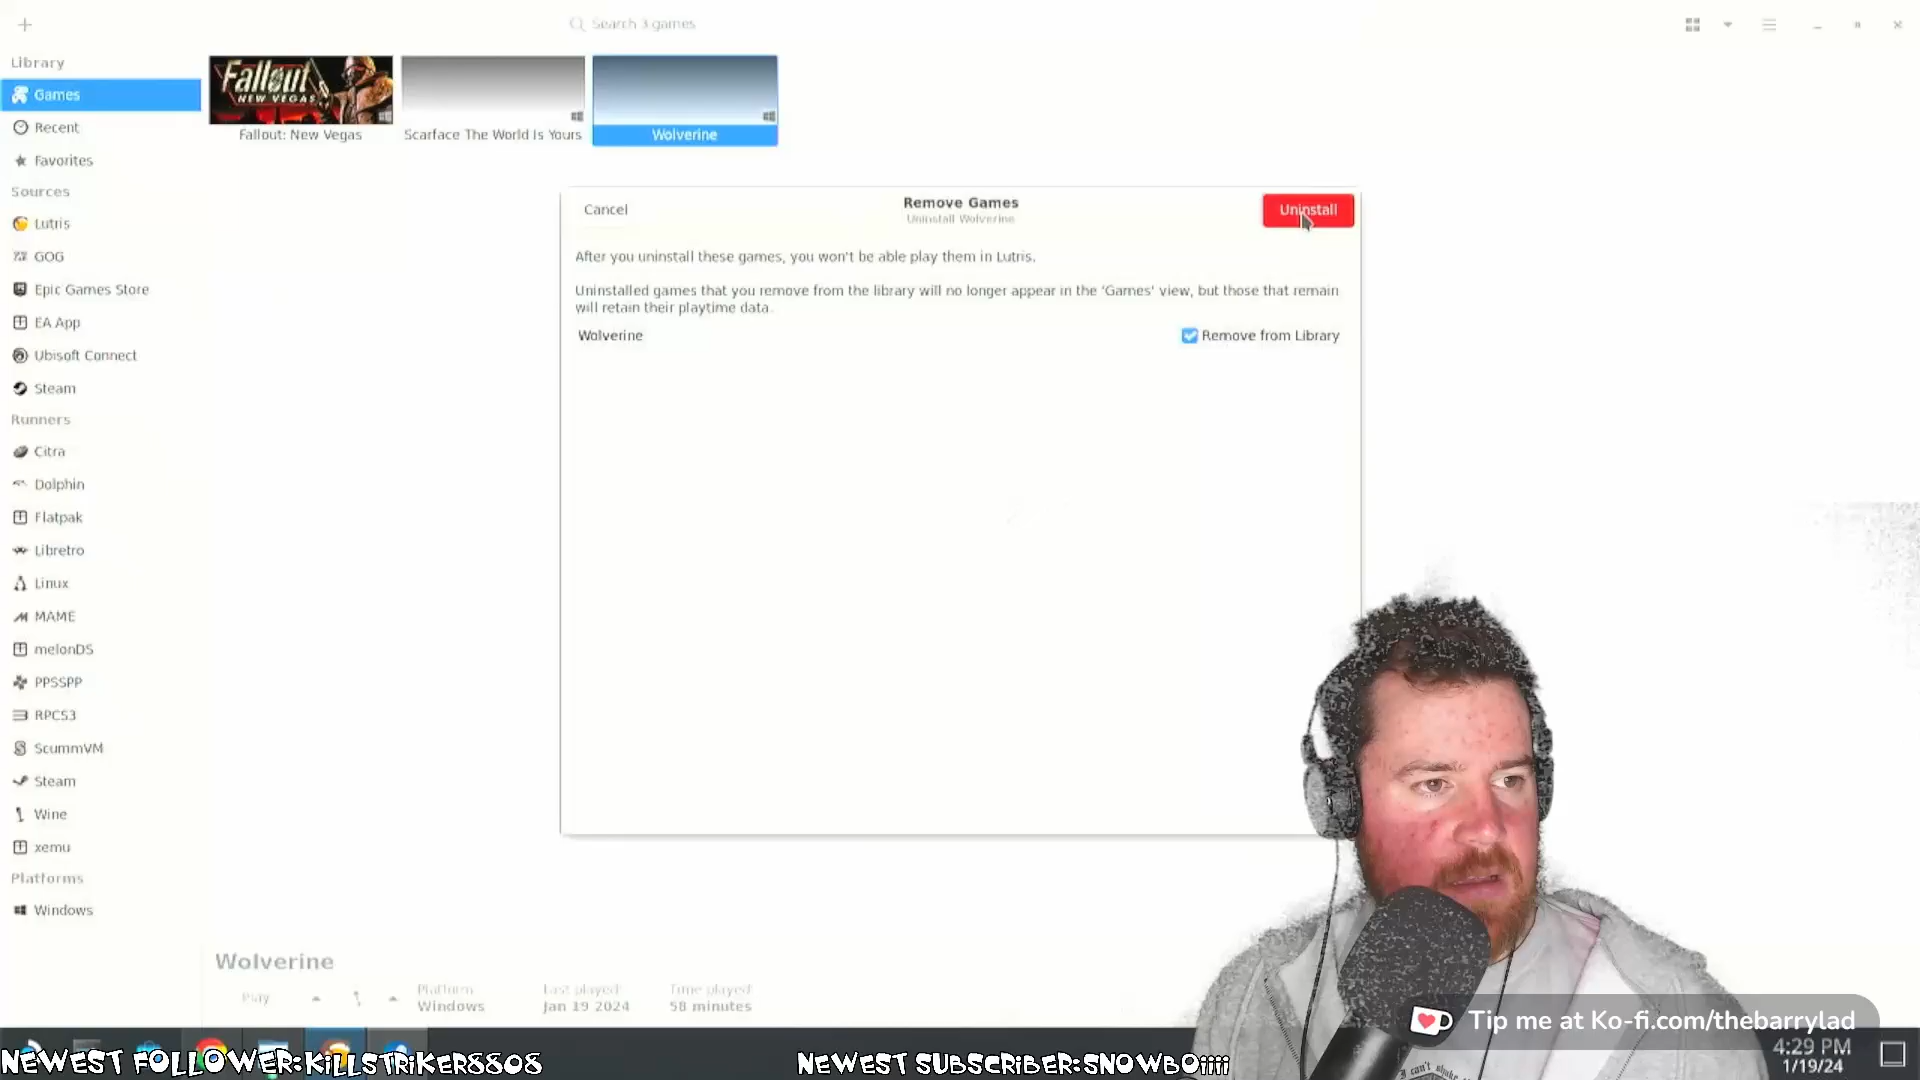 Search 3 games
Library
Games
Recent
Favorites
Sources
Lutris
GOG
Epic Games Store
EA App
Ubisoft Connect
Steam
Runners
Citra
Dolphin
Flatpak
Libretro
Linux
MAME
melonDS
PPSSPP
RPCS3
ScummVM
Steam
Wine
xemu
Platforms
Windows
Fallout
NEW VEGAS
Fallout: New Vegas
Scarface The World Is Yours
Wolverine
Cancel
Remove Games
Uninstall Wolverine
Uninstall
After you uninstall these games, you won't be able play them in Lutris.
Uninstalled games that you remove from the library will no longer appear in the 'Games' view, but those that remain
will retain their playtime data.
Wolverine
Remove from Library
Wolverine
Play
Platform:
Windows
Last played:
Jan 19 2024
Time played:
58 minutes
Tip me at Ko-fi.com/thebarrylad
I can't shake
4:29 PM
1/19/24
NEWEST FOLLOWER:KillSTRiKER8808
NEWEST SUBSCRIBER:SNOWBOiiii